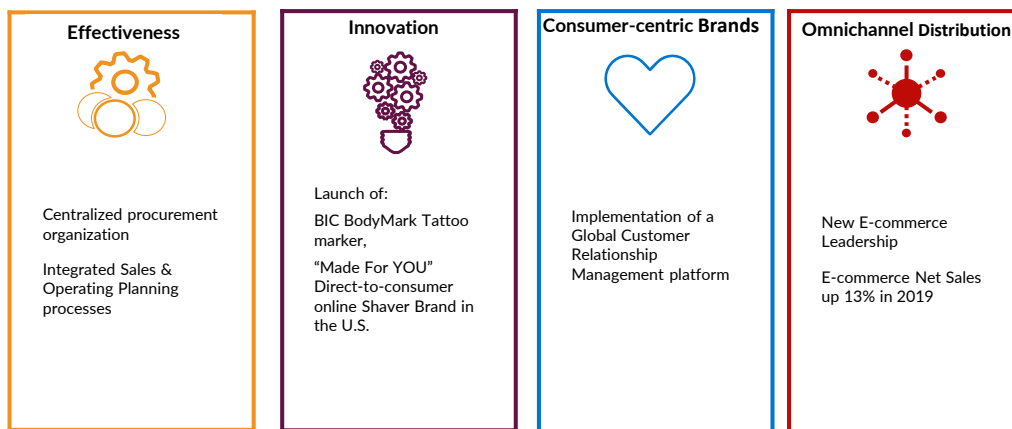 Effectiveness
Centralized procurement
organization
Integrated Sales &
Operating Planning
processes
Innovation
Launch of:
BIC BodyMark Tattoo
marker,
“Made For YOU”
Direct-to-consumer
online Shaver Brand in
the U.S.
Consumer-centric Brands
Implementation of a
Global Customer
Relationship
Management platform
Omnichannel Distribution
New E-commerce
Leadership
E-commerce Net Sales
up 13% in 2019